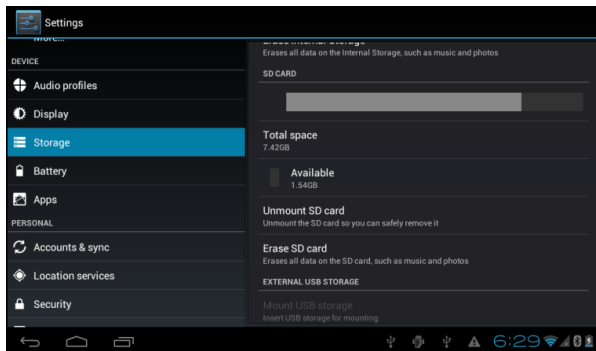 Settings
More...
DEVICE
Audio profiles
Display
Storage
Battery
Apps
PERSONAL
Accounts & sync
Location services
Security
Erase Internal Storage
Erases all data on the Internal Storage, such as music and photos
SD CARD
Total space
7.42GB
Available
1.54GB
Unmount SD card
Unmount the SD card so you can safely remove it
Erase SD card
Erases all data on the SD card, such as music and photos
EXTERNAL USB STORAGE
Mount USB storage
Insert USB storage for mounting
6:29